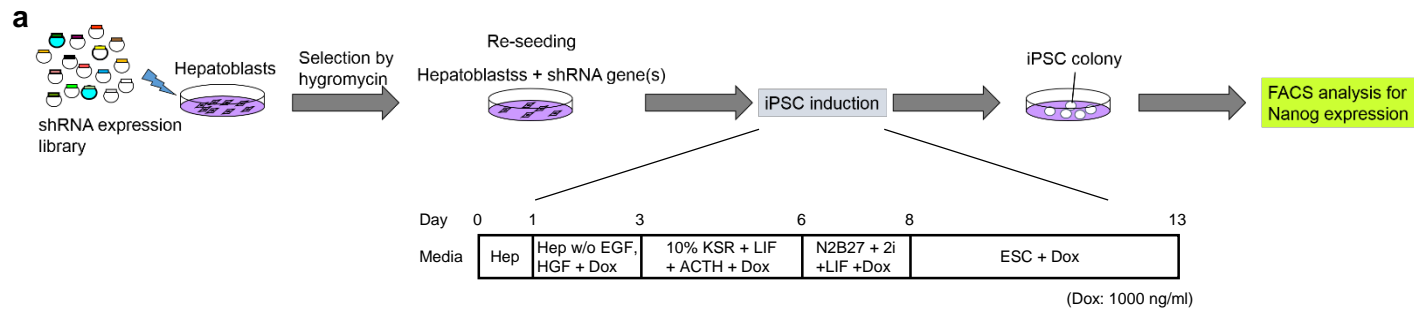 a
shRNA expression
library
Hepatoblasts
Selection by
hygromycin
Re-seeding
Hepatoblastss + shRNA gene(s)
iPSC induction
iPSC colony
FACS analysis for
Nanog expression
Day 0 1 3 6 8 13
Media
Hep
Hep w/o EGF,
HGF + Dox
10% KSR + LIF
+ ACTH + Dox
N2B27 + 2i
+LIF +Dox
ESC + Dox
(Dox: 1000 ng/ml)